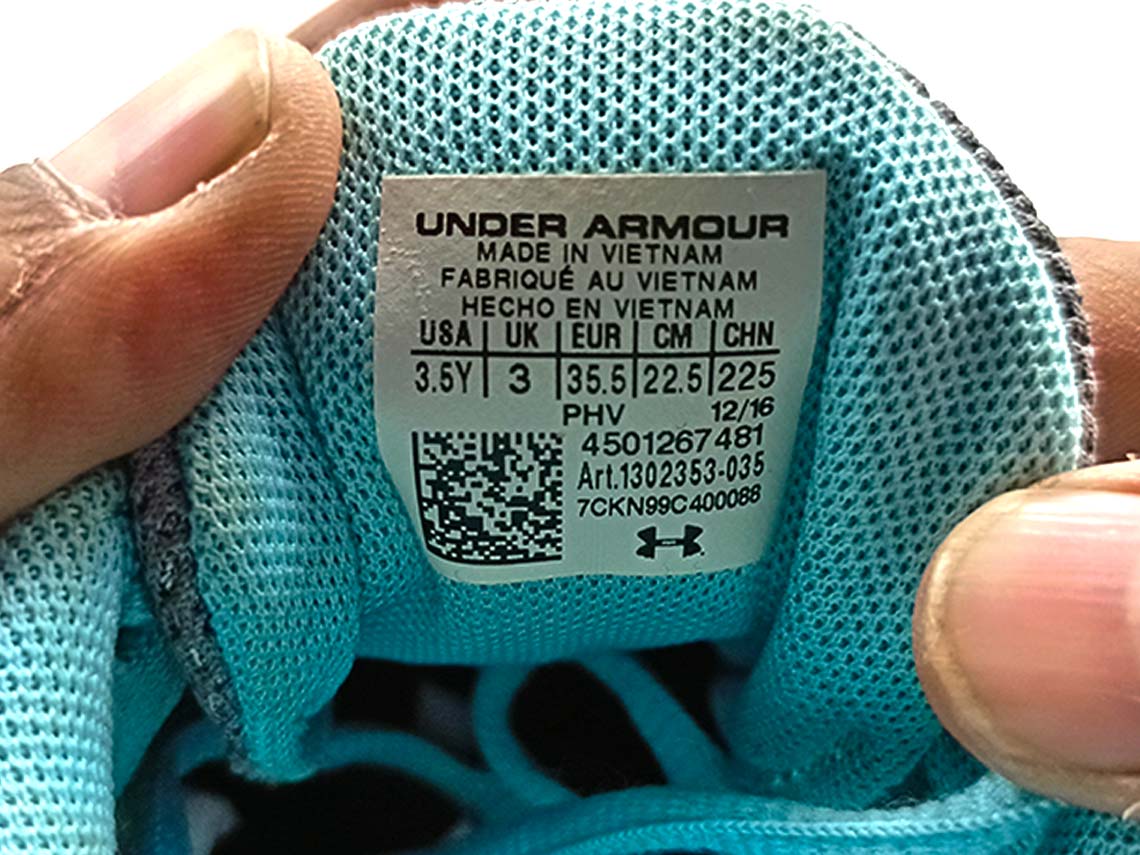 UNDER ARMOUR
MADE IN VIETNAM
FABRIQUÉ AU VIETNAM
HECHO EN VIETNAM
USA | UK | EUR | CM | CHN
3.5Y | 3 | 35.5 | 22.5 | 225
PHV 12/16
4501267481
Art.1302353-035
7CKN99C400088